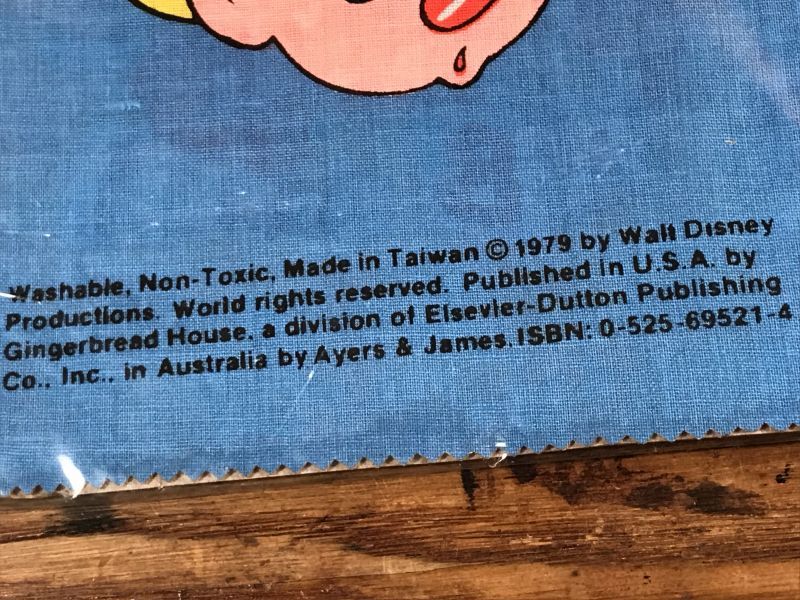 Washable, Non-Toxic, Made in Taiwan © 1979 by Walt Disney
Productions. World rights reserved. Published in U.S.A. by
Gingerbread House, a division of Elsevier-Dutton Publishing
Co., Inc., in Australia by Ayers & James. ISBN: 0-525-69521-4